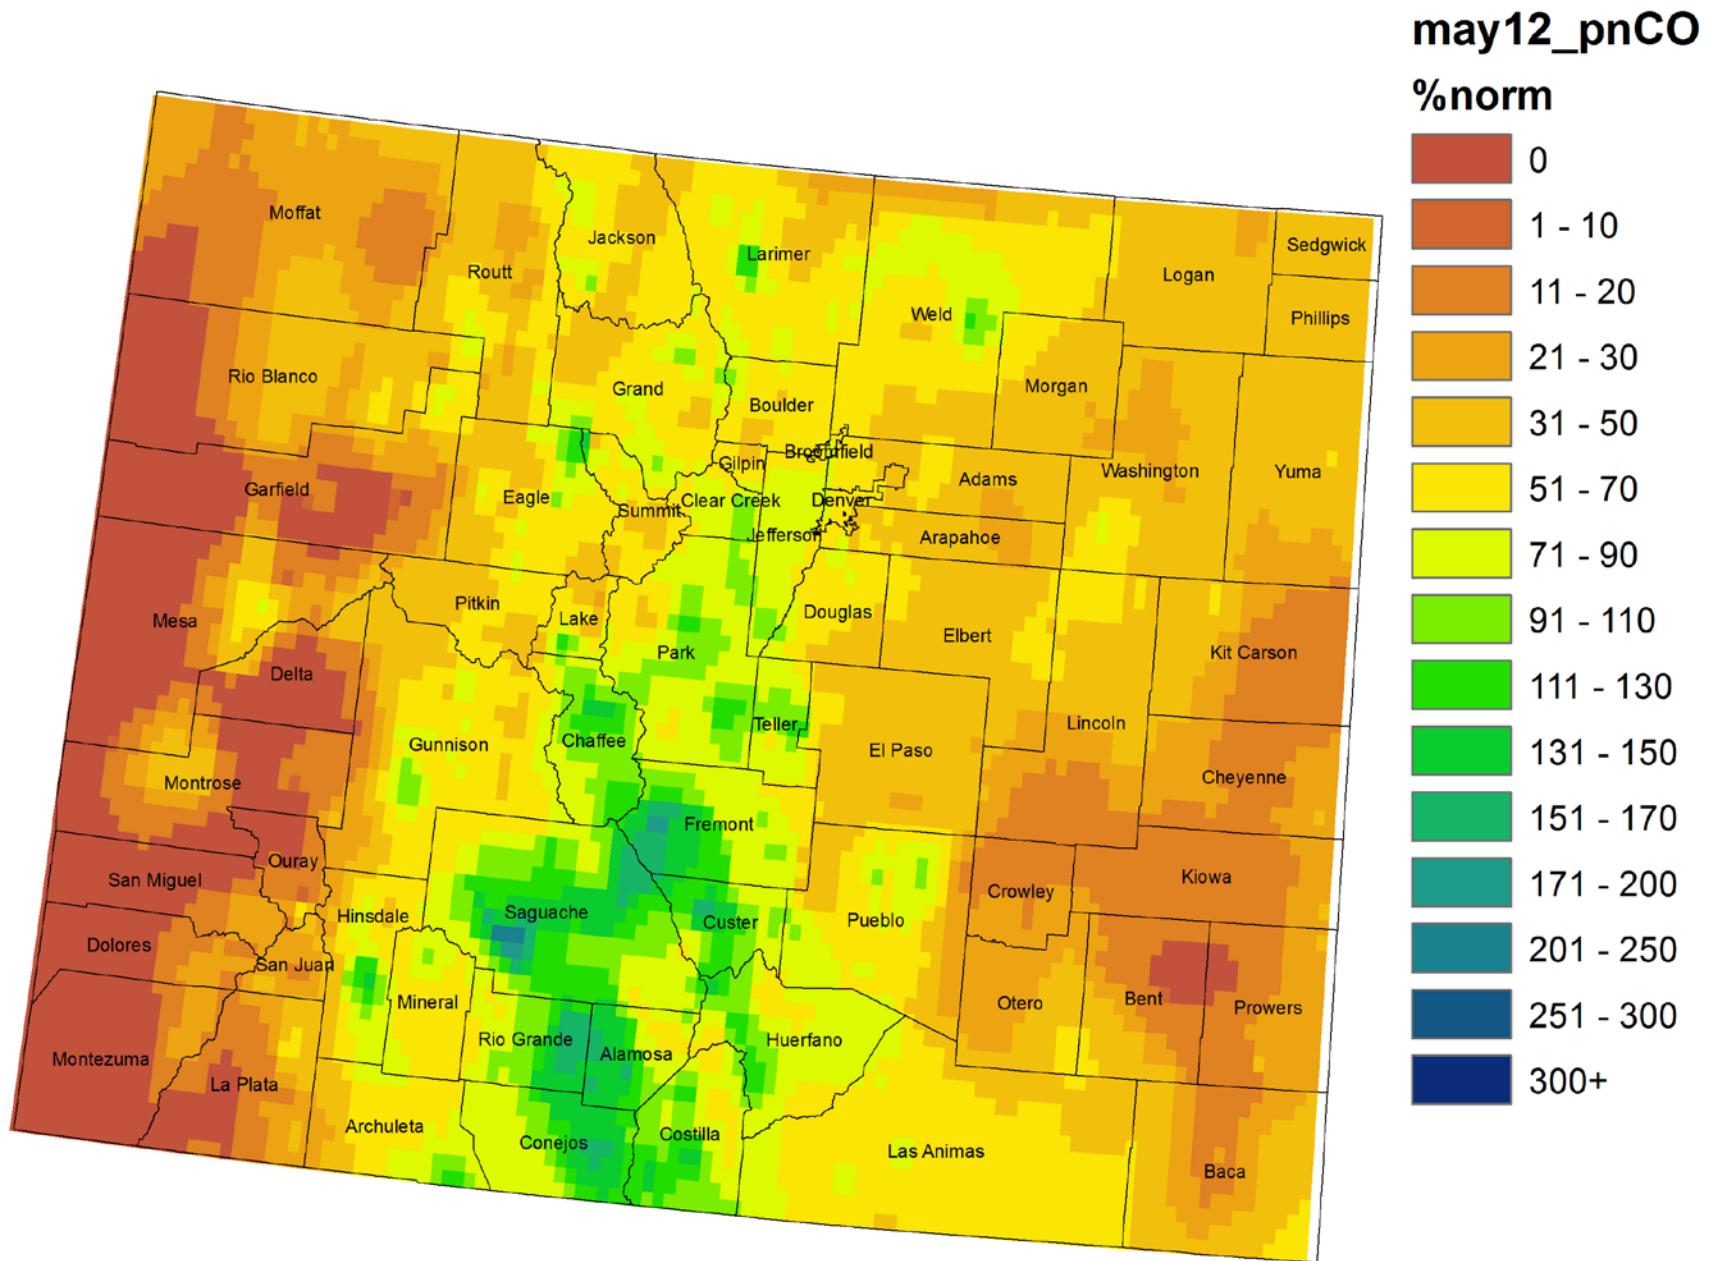 may12_pnCO
%norm
0
1 - 10
11 - 20
21 - 30
31 - 50
51 - 70
71 - 90
91 - 110
111 - 130
131 - 150
151 - 170
171 - 200
201 - 250
251 - 300
300+
Moffat
Routt
Jackson
Larimer
Weld
Logan
Sedgwick
Phillips
Rio Blanco
Grand
Boulder
Morgan
Broomfield
Gilpin
Adams
Washington
Yuma
Garfield
Eagle
Summit
Clear Creek
Denver
Jefferson
Arapahoe
Mesa
Pitkin
Lake
Park
Douglas
Elbert
Kit Carson
Delta
Gunnison
Chaffee
Teller
El Paso
Lincoln
Cheyenne
Montrose
Fremont
Ouray
San Miguel
Hinsdale
Saguache
Custer
Pueblo
Crowley
Kiowa
Dolores
San Juan
Mineral
Otero
Bent
Prowers
Montezuma
La Plata
Rio Grande
Alamosa
Huerfano
Archuleta
Conejos
Costilla
Las Animas
Baca